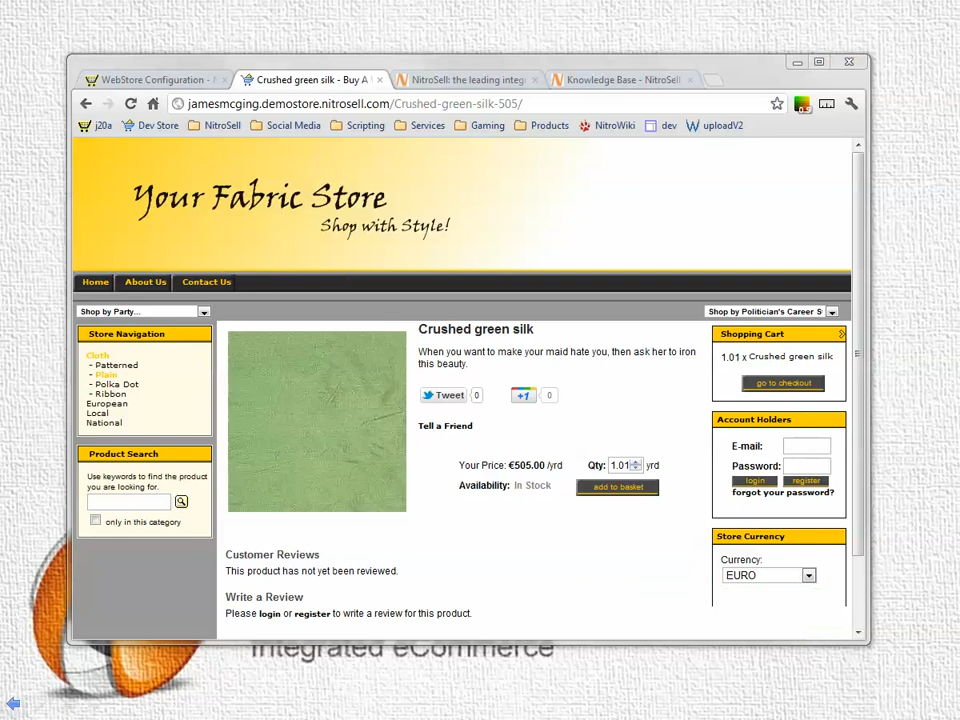 WebStore Configuration - N
Crushed green silk - Buy A
NitroSell: the leading integ
Knowledge Base - NitroSell
jamesmcging.demostore.nitrosell.com/Crushed-green-silk-505/
j20a
Dev Store
NitroSell
Social Media
Scripting
Services
Gaming
Products
NitroWiki
dev
uploadV2
Your Fabric Store
Shop with Style!
Home
About Us
Contact Us
Shop by Party...
Shop by Politician's Career S
Store Navigation
Cloth
- Patterned
- Plain
- Polka Dot
- Ribbon
European
Local
National
Product Search
Use keywords to find the product
you are looking for.
only in this category
Crushed green silk
When you want to make your maid hate you, then ask her to iron
this beauty.
Tweet 0
+1 0
Tell a Friend
Your Price: €505.00 /yrd
Qty: 1.01 yrd
Availability: In Stock
add to basket
Customer Reviews
This product has not yet been reviewed.
Write a Review
Please login or register to write a review for this product.
Shopping Cart
1.01 x Crushed green silk
go to checkout
Account Holders
E-mail:
Password:
login
register
forgot your password?
Store Currency
Currency:
EURO
Integrated eCommerce